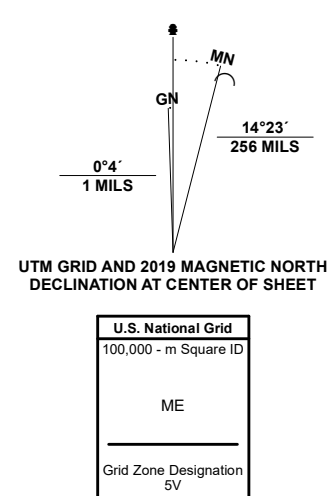 MN
GN
14°23´
256 MILS
0°4´
1 MILS
UTM GRID AND 2019 MAGNETIC NORTH
DECLINATION AT CENTER OF SHEET
U.S. National Grid
100,000 - m Square ID
ME
Grid Zone Designation
5V